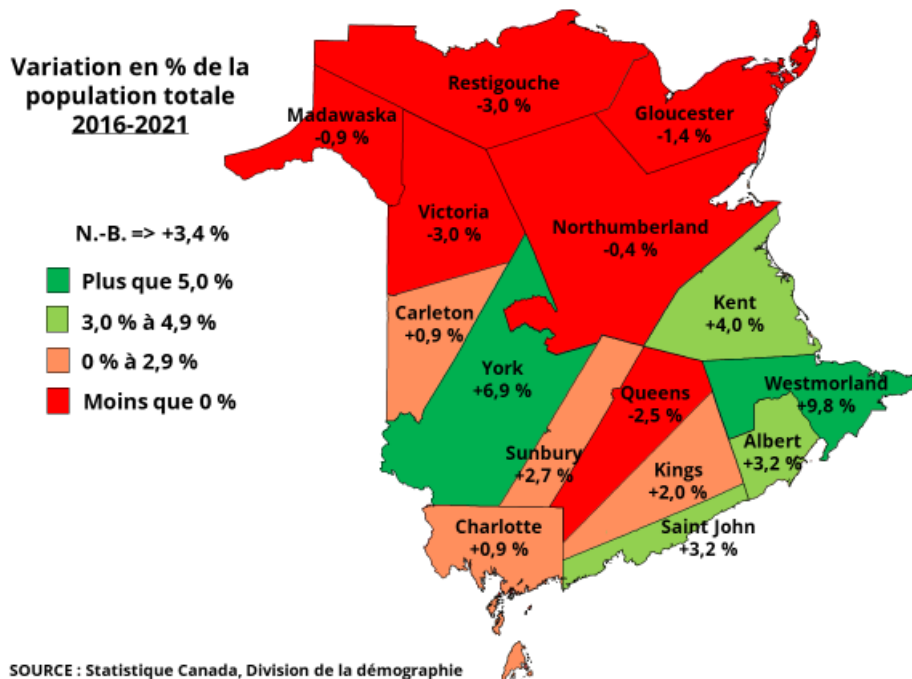 Variation en % de la
population totale
2016-2021
N.-B. => +3,4 %
Plus que 5,0 %
3,0 % à 4,9 %
0 % à 2,9 %
Moins que 0 %
Restigouche
-3,0 %
Madawaska
-0,9 %
Gloucester
-1,4 %
Victoria
-3,0 %
Northumberland
-0,4 %
Carleton
+0,9 %
Kent
+4,0 %
York
+6,9 %
Westmorland
+9,8 %
Queens
-2,5 %
Albert
+3,2 %
Sunbury
+2,7 %
Kings
+2,0 %
Charlotte
+0,9 %
Saint John
+3,2 %
SOURCE : Statistique Canada, Division de la démographie